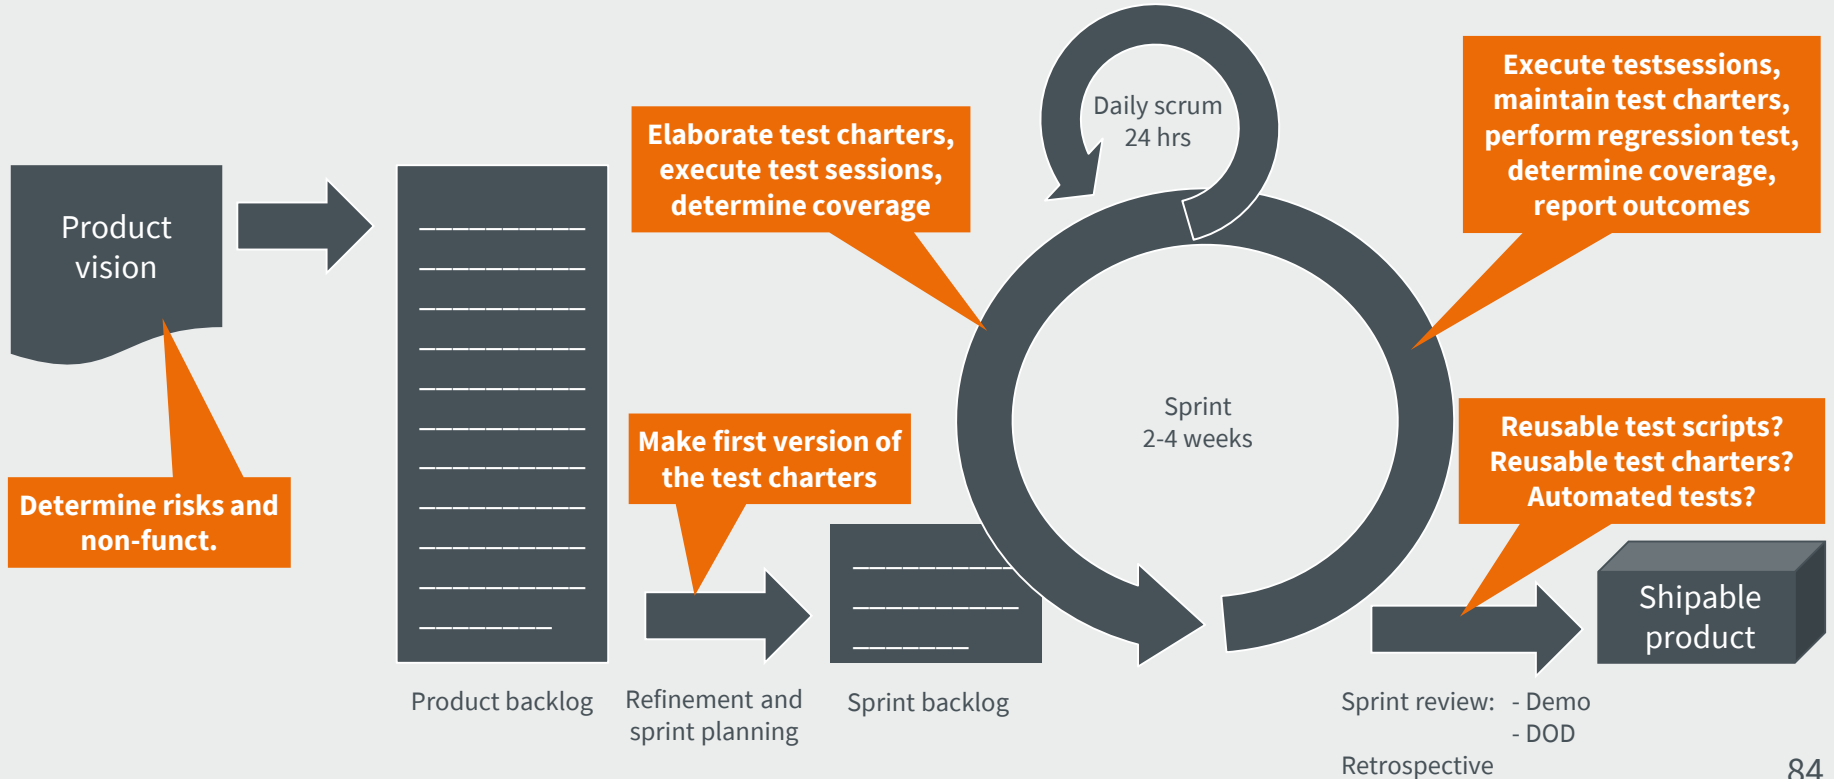 Product
vision
Determine risks and
non-funct.
Product backlog
Make first version of
the test charters
Refinement and
sprint planning
Sprint backlog
Elaborate test charters,
execute test sessions,
determine coverage
Daily scrum
24 hrs
Sprint
2-4 weeks
Execute testsessions,
maintain test charters,
perform regression test,
determine coverage,
report outcomes
Reusable test scripts?
Reusable test charters?
Automated tests?
Shipable
product
Sprint review: - Demo
- DOD
Retrospective
84